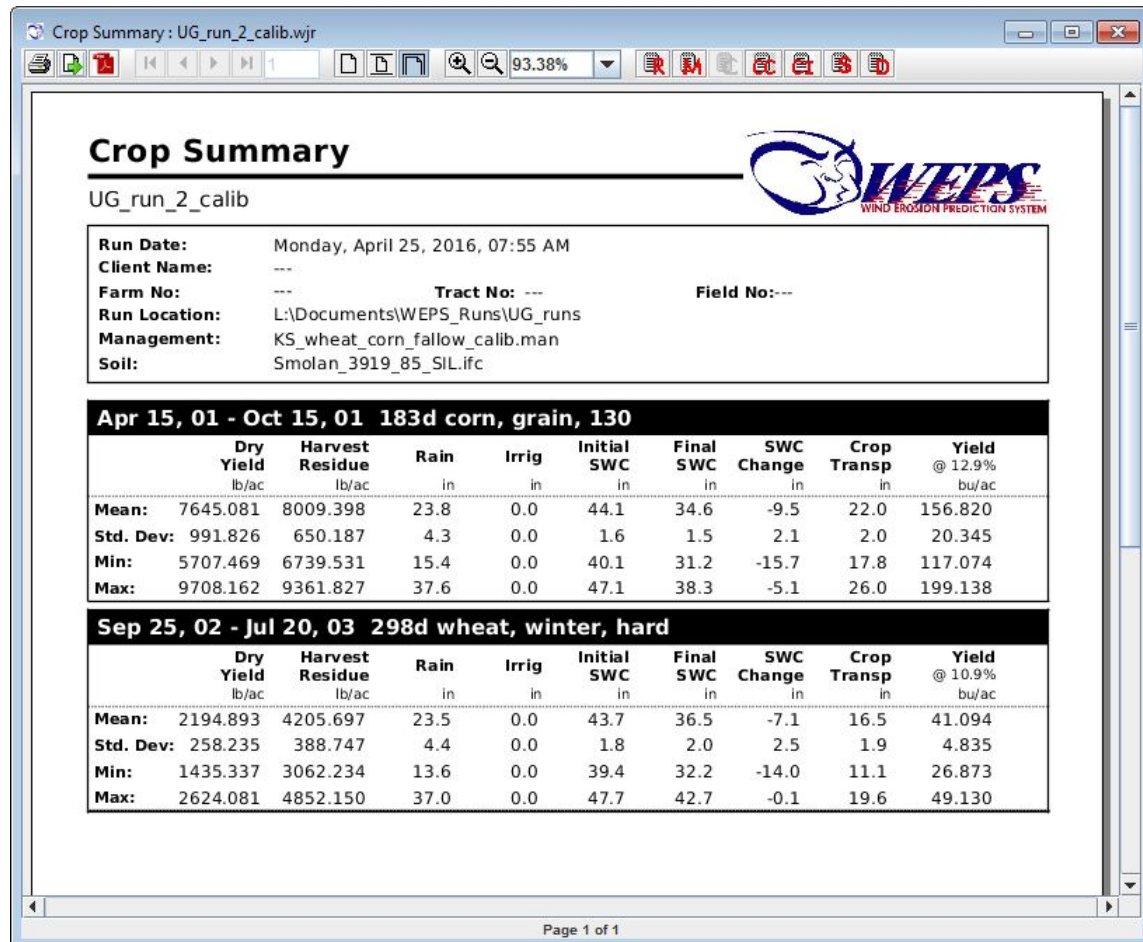 Crop Summary : UG_run_2_calib.wjr
1 93.38% R M C CC CI S D
Crop Summary
WEPS
WIND EROSION PREDICTION SYSTEM
UG_run_2_calib
Run Date: Monday, April 25, 2016, 07:55 AM
Client Name: ---
Farm No: --- Tract No: --- Field No:---
Run Location: L:\Documents\WEPS_Runs\UG_runs
Management: KS_wheat_corn_fallow_calib.man
Soil: Smolan_3919_85_SIL.ifc
Apr 15, 01 - Oct 15, 01 183d corn, grain, 130
Dry Harvest Rain Irrig Initial Final SWC Crop Yield
Yield Residue SWC SWC Change Transp @ 12.9%
lb/ac lb/ac in in in in in in bu/ac
Mean: 7645.081 8009.398 23.8 0.0 44.1 34.6 -9.5 22.0 156.820
Std. Dev: 991.826 650.187 4.3 0.0 1.6 1.5 2.1 2.0 20.345
Min: 5707.469 6739.531 15.4 0.0 40.1 31.2 -15.7 17.8 117.074
Max: 9708.162 9361.827 37.6 0.0 47.1 38.3 -5.1 26.0 199.138
Sep 25, 02 - Jul 20, 03 298d wheat, winter, hard
Dry Harvest Rain Irrig Initial Final SWC Crop Yield
Yield Residue SWC SWC Change Transp @ 10.9%
lb/ac lb/ac in in in in in in bu/ac
Mean: 2194.893 4205.697 23.5 0.0 43.7 36.5 -7.1 16.5 41.094
Std. Dev: 258.235 388.747 4.4 0.0 1.8 2.0 2.5 1.9 4.835
Min: 1435.337 3062.234 13.6 0.0 39.4 32.2 -14.0 11.1 26.873
Max: 2624.081 4852.150 37.0 0.0 47.7 42.7 -0.1 19.6 49.130
Page 1 of 1